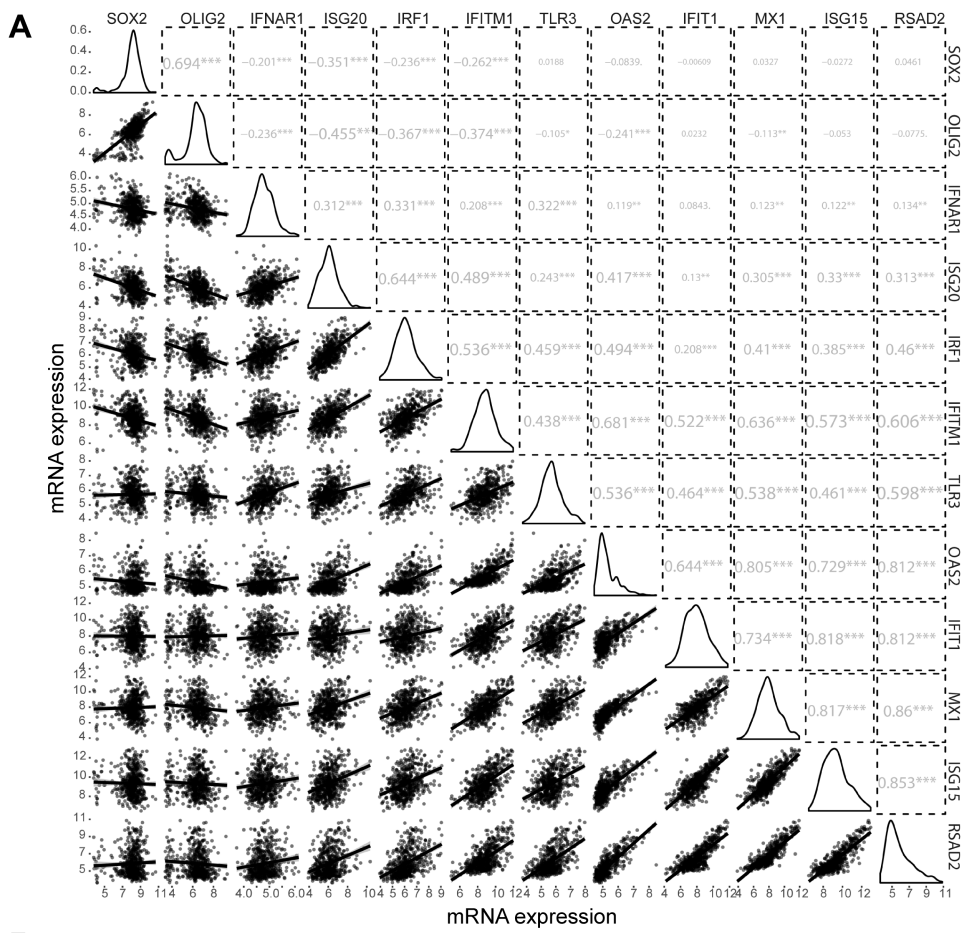 A
SOX2 OLIG2 IFNAR1 ISG20 IRF1 IFITM1 TLR3 OAS2 IFIT1 MX1 ISG15 RSAD2
0.6 0.4 0.2 0.0 0.694*** −0.201*** −0.351*** −0.236*** −0.262*** 0.0188 −0.0839. −0.00609 0.0327 −0.0272 0.0461 SOX2
8 6 4 −0.236*** −0.455** −0.367*** −0.374*** −0.105* −0.241*** 0.0232 −0.113** −0.053 −0.0775. OLIG2
6.0 5.5 5.0 4.5 4.0 0.312*** 0.331*** 0.208*** 0.322*** 0.119** 0.0843. 0.123** 0.122** 0.134** IFNAR1
10 8 6 4 0.644*** 0.489*** 0.243*** 0.417*** 0.13** 0.305*** 0.33*** 0.313*** ISG20
9 8 7 6 5 4 0.536*** 0.459*** 0.494*** 0.208*** 0.41*** 0.385*** 0.46*** IRF1
12 10 8 6 0.438*** 0.681*** 0.522*** 0.636*** 0.573*** 0.606*** IFITM1
8 7 6 5 4 0.536*** 0.464*** 0.538*** 0.461*** 0.598*** TLR3
8 7 6 5 0.644*** 0.805*** 0.729*** 0.812*** OAS2
12 10 8 6 4 0.734*** 0.818*** 0.812*** IFIT1
12 10 8 6 4 0.817*** 0.86*** MX1
12 10 8 6 0.853*** ISG15
11 9 7 5 RSAD2
mRNA expression
5 7 9 11 4 6 8 4.0 5.0 6.0 4 6 8 10 4 5 6 7 8 9 6 8 10 12 4 5 6 7 8 5 6 7 8 4 6 8 10 12 4 6 8 10 12 6 8 10 12 5 7 9 11
mRNA expression